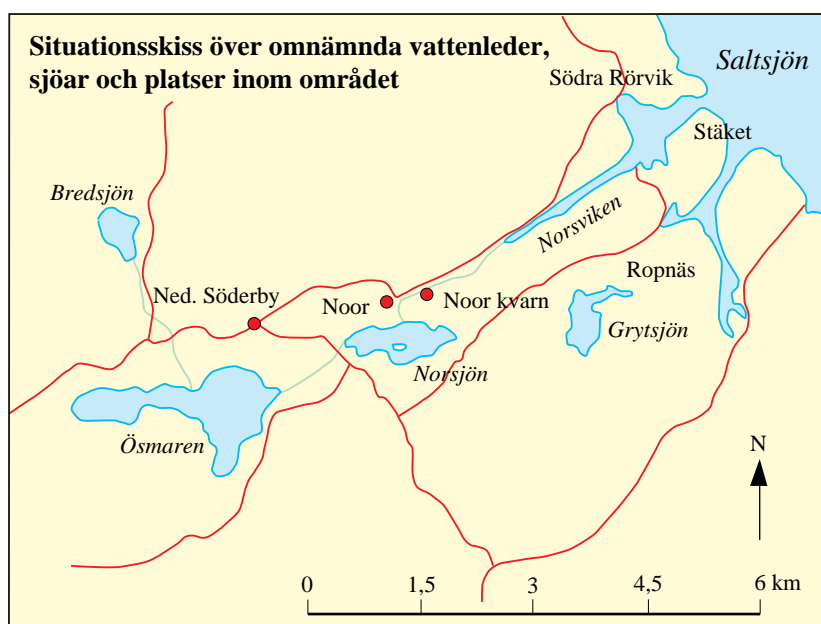 Situationsskiss över omnämnda vattenleder,
sjöar och platser inom området
Saltsjön
Södra Rörvik
Stäket
Bredsjön
Norsviken
Ropnäs
Ned. Söderby
Noor
Noor kvarn
Grytsjön
Norsjön
Ösmaren
N
0 1,5 3 4,5 6 km